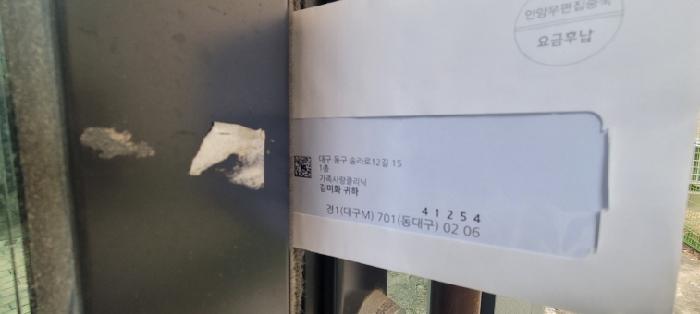 안양우편집중국
요금후납
대구 동구 솔라로12길 15
1층
가족사랑클리닉
김미화 귀하
41254
경1(대구M) 701(동대구) 02 06